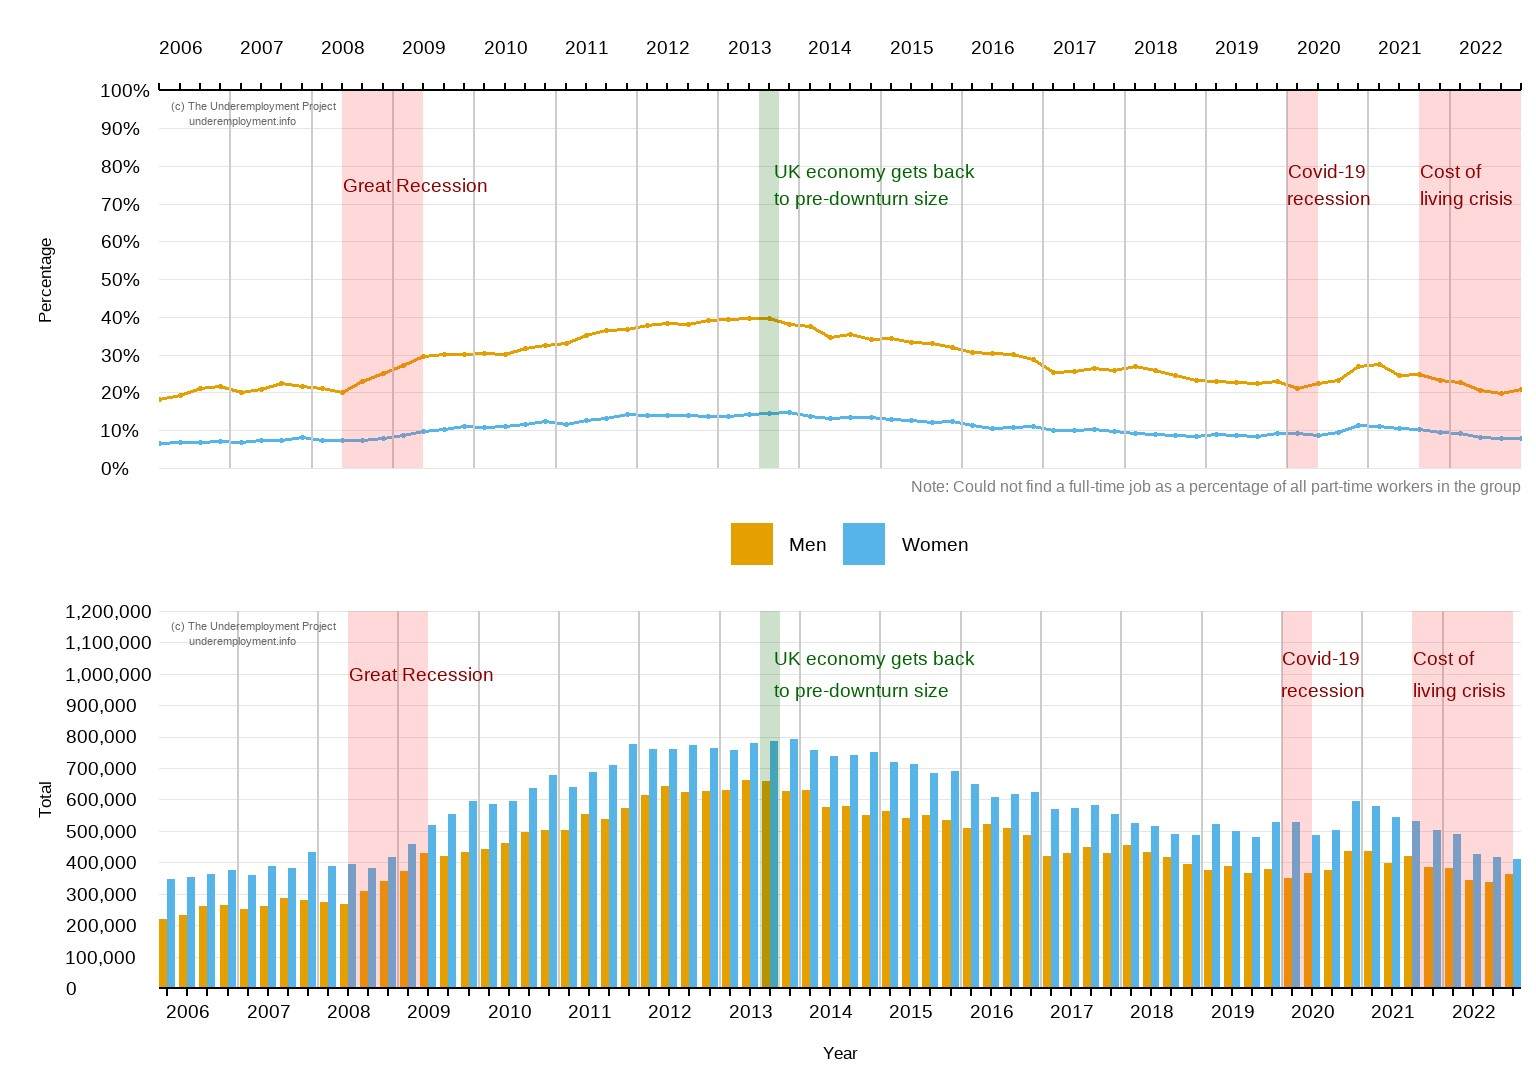 2006 2007 2008 2009 2010 2011 2012 2013 2014 2015 2016 2017 2018 2019 2020 2021 2022
100%
(c) The Underemployment Project
underemployment.info
90%
80%
UK economy gets back
Covid-19
Cost of
Great Recession
to pre-downturn size
recession
living crisis
70%
60%
Percentage
50%
40%
30%
20%
10%
0%
Note: Could not find a full-time job as a percentage of all part-time workers in the group
Men
Women
1,200,000
(c) The Underemployment Project
underemployment.info
1,100,000
UK economy gets back
Covid-19
Cost of
1,000,000
Great Recession
to pre-downturn size
recession
living crisis
900,000
800,000
700,000
600,000
Total
500,000
400,000
300,000
200,000
100,000
0
2006 2007 2008 2009 2010 2011 2012 2013 2014 2015 2016 2017 2018 2019 2020 2021 2022
Year